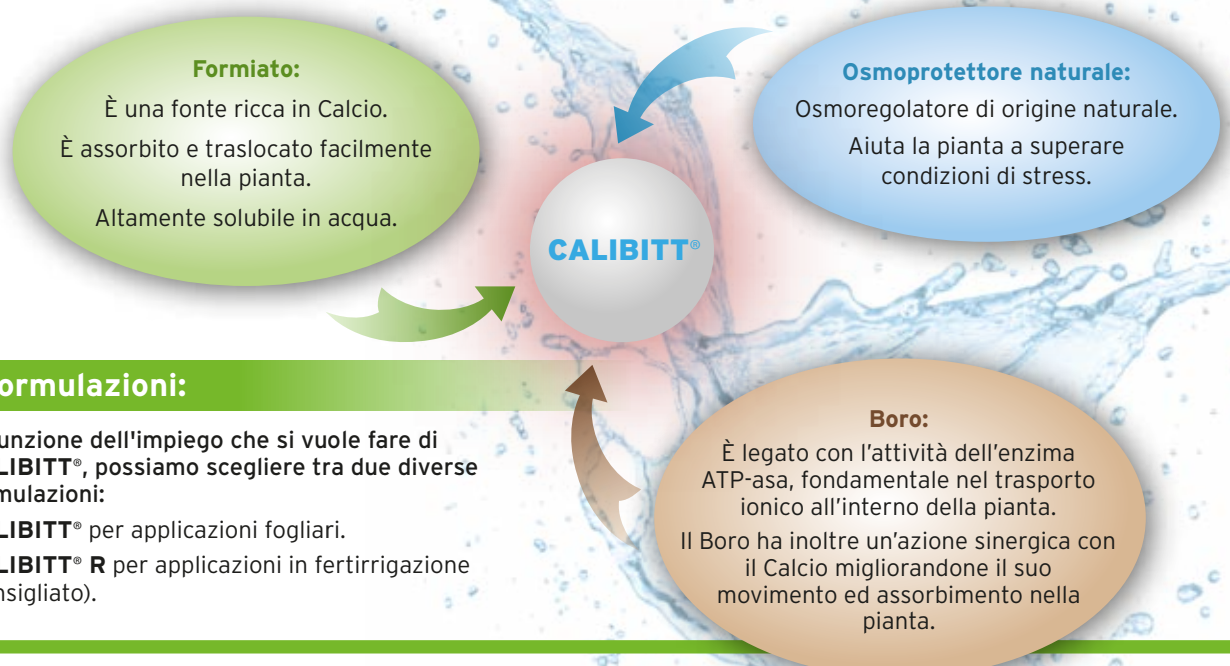 Formiato:
È una fonte ricca in Calcio.
È assorbito e traslocato facilmente
nella pianta.
Altamente solubile in acqua.
Osmoprotettore naturale:
Osmoregolatore di origine naturale.
Aiuta la pianta a superare
condizioni di stress.
CALIBITT®
ormulazioni:
unzione dell'impiego che si vuole fare di
LIBITT®, possiamo scegliere tra due diverse
mulazioni:
LIBITT® per applicazioni fogliari.
LIBITT® R per applicazioni in fertirrigazione
nsigliato).
Boro:
È legato con l’attività dell’enzima
ATP-asa, fondamentale nel trasporto
ionico all’interno della pianta.
Il Boro ha inoltre un’azione sinergica con
il Calcio migliorandone il suo
movimento ed assorbimento nella
pianta.